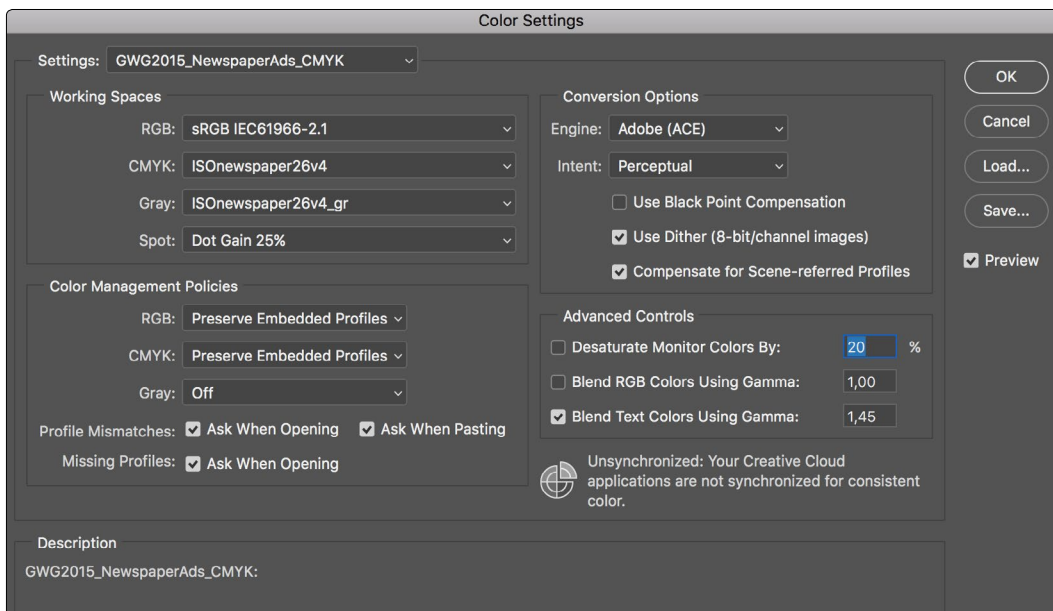 Color Settings
Settings: GWG2015_NewspaperAds_CMYK
Working Spaces
RGB: sRGB IEC61966-2.1
CMYK: ISOnewspaper26v4
Gray: ISOnewspaper26v4_gr
Spot: Dot Gain 25%
Color Management Policies
RGB: Preserve Embedded Profiles
CMYK: Preserve Embedded Profiles
Gray: Off
Profile Mismatches: Ask When Opening Ask When Pasting
Missing Profiles: Ask When Opening
Conversion Options
Engine: Adobe (ACE)
Intent: Perceptual
Use Black Point Compensation
Use Dither (8-bit/channel images)
Compensate for Scene-referred Profiles
Advanced Controls
Desaturate Monitor Colors By: 20 %
Blend RGB Colors Using Gamma: 1,00
Blend Text Colors Using Gamma: 1,45
Unsynchronized: Your Creative Cloud
applications are not synchronized for consistent
color.
OK
Cancel
Load...
Save...
Preview
Description
GWG2015_NewspaperAds_CMYK: